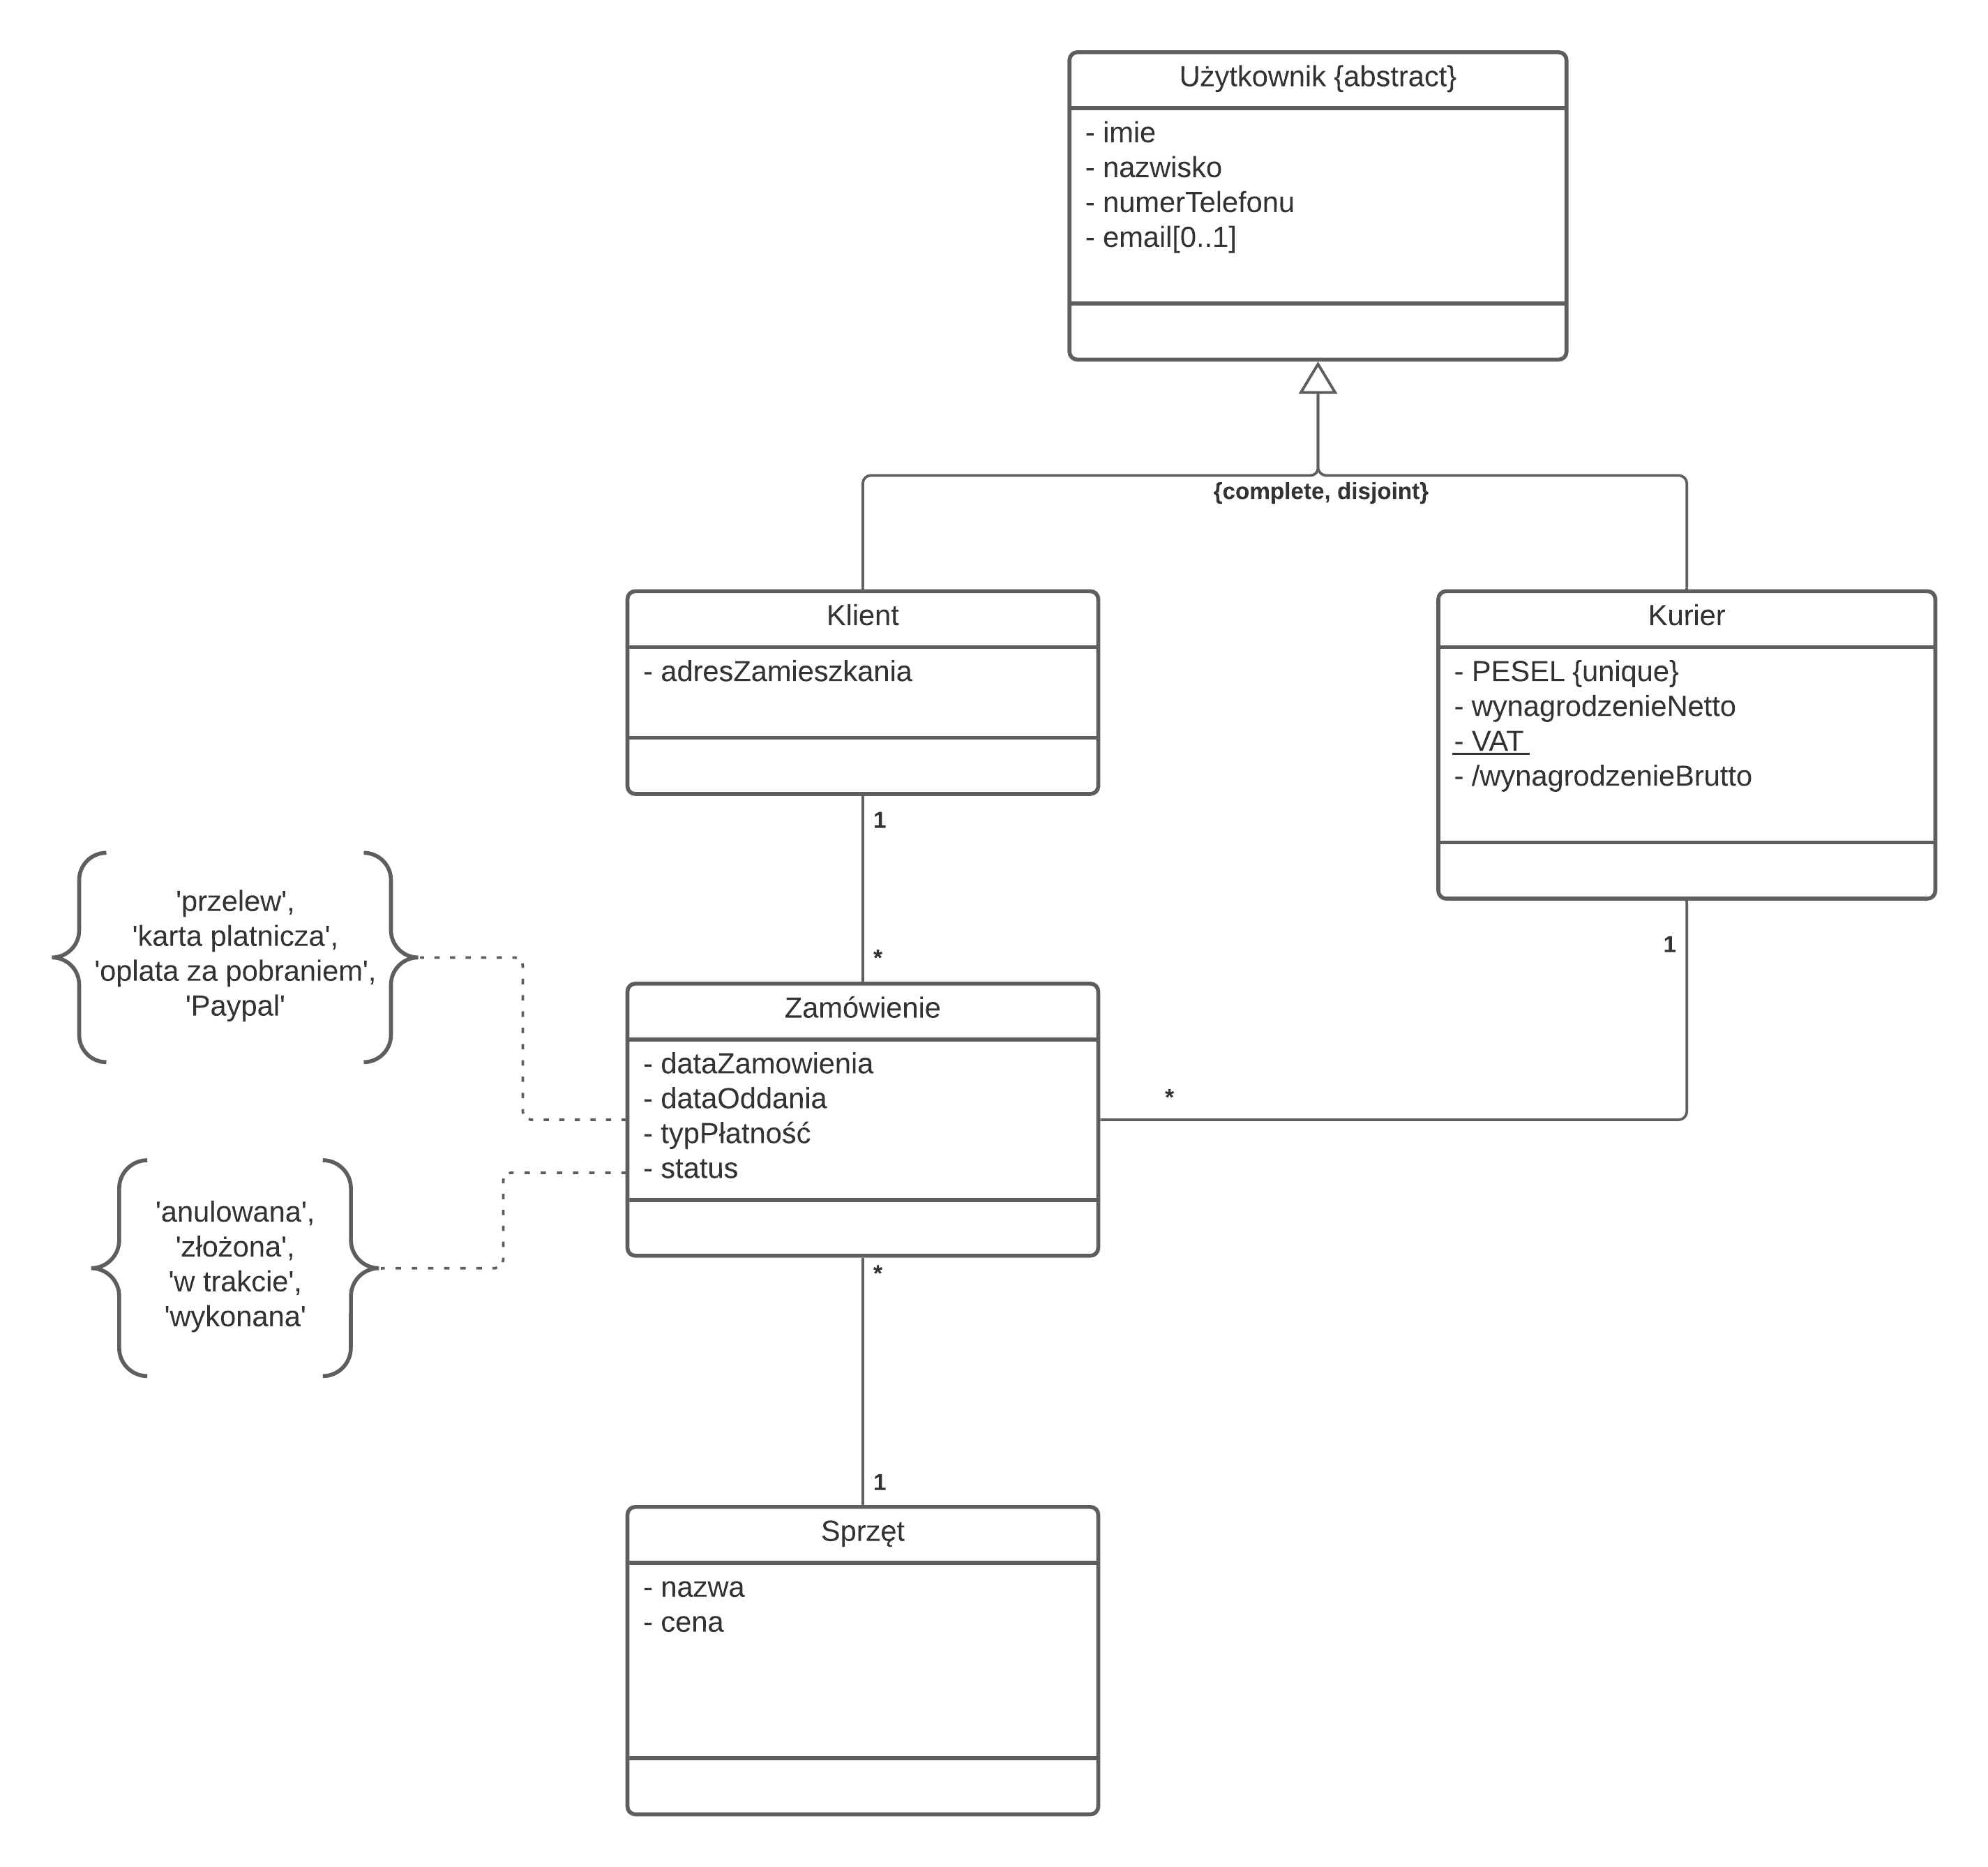 Użytkownik {abstract}
- imie
- nazwisko
- numerTelefonu
- email[0..1]
{complete, disjoint}
Klient
- adresZamieszkania
Kurier
- PESEL {unique}
- wynagrodzenieNetto
- VAT
- /wynagrodzenieBrutto
1
*
1
*
'przelew',
'karta platnicza',
'oplata za pobraniem',
'Paypal'
Zamówienie
- dataZamowienia
- dataOddania
- typPłatność
- status
'anulowana',
'złożona',
'w trakcie',
'wykonana'
*
1
Sprzęt
- nazwa
- cena